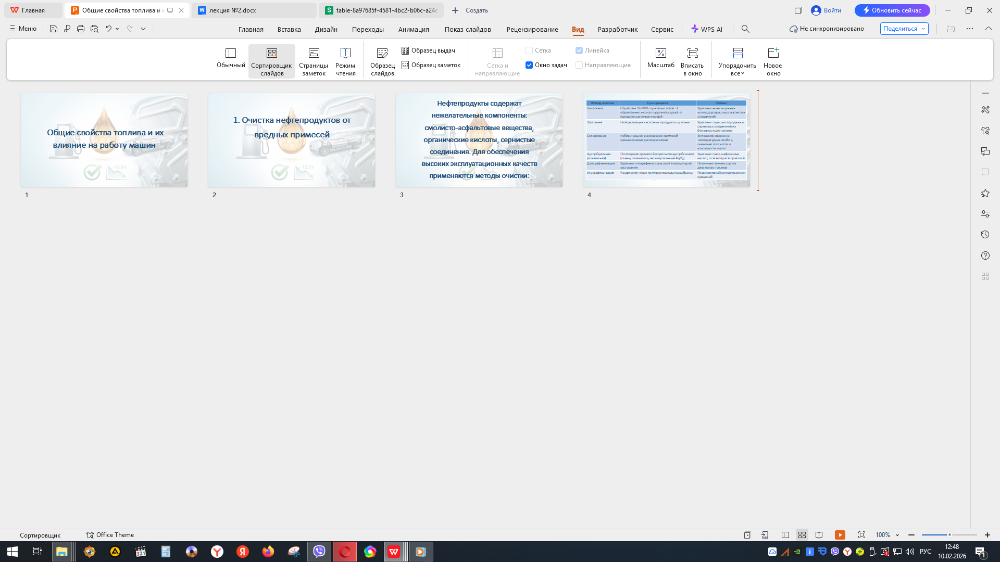 Главная
Общие свойства топлива и и
лекция №2.docx
table-8a97685f-4581-4bc2-b06c-a24c
Создать
Войти
Обновить сейчас
Меню
Главная
Вставка
Дизайн
Переходы
Анимация
Показ слайдов
Рецензирование
Вид
Разработчик
Сервис
WPS AI
Не синхронизировано
Поделиться
Обычный
Сортировщик
слайдов
Страницы
заметок
Режим
чтения
Образец
слайдов
Образец выдач
Образец заметок
Сетка и
направляющие
Сетка
Окно задач
Линейка
Направляющие
Масштаб
Вписать
в окно
Упорядочить
все
Новое
окно
Общие свойства топлива и их
влияние на работу машин
-12.3%
1
1. Очистка нефтепродуктов от
вредных примесей
-12.3%
2
Нефтепродукты содержат
нежелательные компоненты:
смолисто-асфальтовые вещества,
органические кислоты, сернистые
соединения. Для обеспечения
высоких эксплуатационных качеств
применяются методы очистки:
3
Метод очистки
Суть процесса
Эффект
Кислотная
Обработка 96-98% серной кислотой →
образование кислого гудрона (осадок) →
промывка щелочью и водой
Удаление ненасыщенных
углеводородов, смол, азотистых
соединений
Щелочная
Нейтрализация кислотных продуктов щелочью
Удаление серы, кислородных и
сернистых соединений из
бензинов и дизтоплива
Селективная
Избирательное растворение примесей
органическими растворителями
Улучшение вязкостно-
температурных свойств,
снижение плотности и
коксуемости масел
Адсорбционная
(контактная)
Поглощение примесей пористыми адсорбентами
(глины, силикагель, активированный Al₂O₃)
Удаление смол, нафтеновых
кислот, остатков растворителей
Депарафинизация
Удаление н-парафинов с высокой температурой
застывания
Получение зимних сортов
дизельного топлива
Ультрафильтрация
Разделение через полупроницаемые мембраны
Перспективный метод удаления
примесей
4
Сортировщик
Office Theme
100%
РУС
12:48
10.02.2026
1